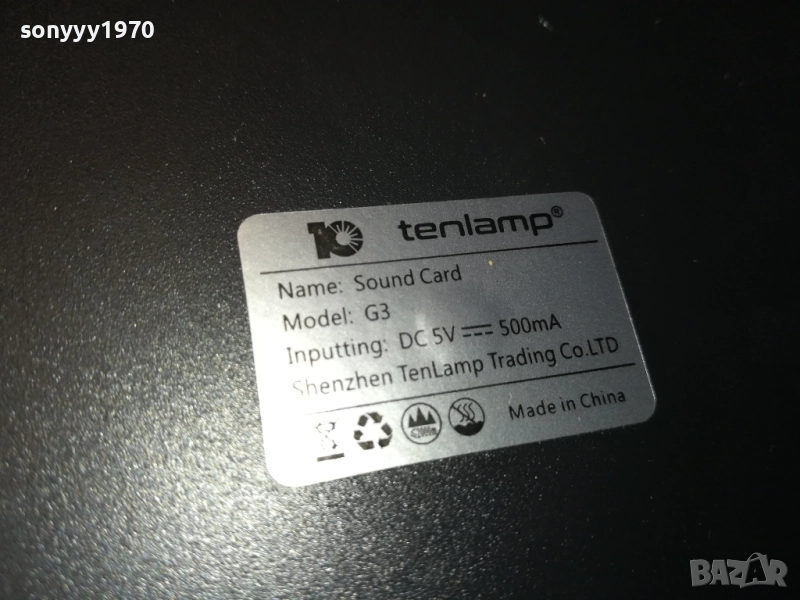 sonyyy1970
10 tenlamp®
Name: Sound Card
Model: G3
Inputting: DC 5V ⎓ 500mA
Shenzhen TenLamp Trading Co.LTD
Made in China
BAZAR